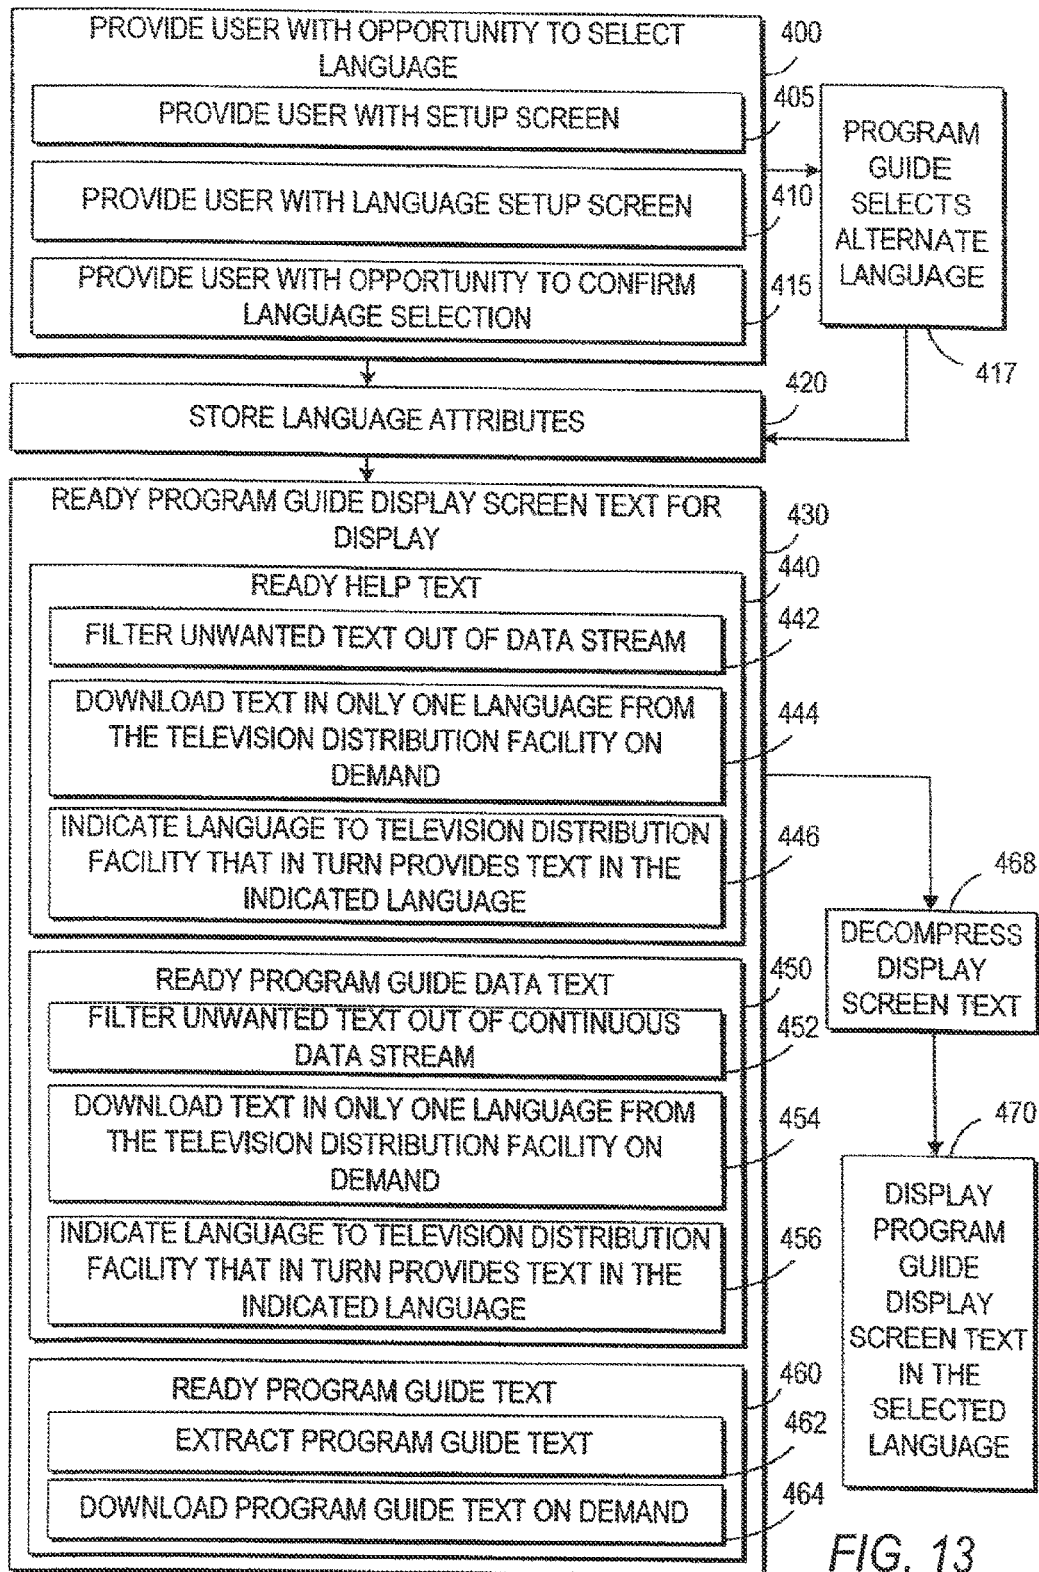 PROVIDE USER WITH OPPORTUNITY TO SELECT
LANGUAGE
400
PROVIDE USER WITH SETUP SCREEN
405
PROVIDE USER WITH LANGUAGE SETUP SCREEN
410
PROVIDE USER WITH OPPORTUNITY TO CONFIRM
LANGUAGE SELECTION
415
PROGRAM
GUIDE
SELECTS
ALTERNATE
LANGUAGE
417
STORE LANGUAGE ATTRIBUTES
420
READY PROGRAM GUIDE DISPLAY SCREEN TEXT FOR
DISPLAY
430
READY HELP TEXT
440
FILTER UNWANTED TEXT OUT OF DATA STREAM
442
DOWNLOAD TEXT IN ONLY ONE LANGUAGE FROM
THE TELEVISION DISTRIBUTION FACILITY ON
DEMAND
444
INDICATE LANGUAGE TO TELEVISION DISTRIBUTION
FACILITY THAT IN TURN PROVIDES TEXT IN THE
INDICATED LANGUAGE
446
READY PROGRAM GUIDE DATA TEXT
450
FILTER UNWANTED TEXT OUT OF CONTINUOUS
DATA STREAM
452
DOWNLOAD TEXT IN ONLY ONE LANGUAGE FROM
THE TELEVISION DISTRIBUTION FACILITY ON
DEMAND
454
INDICATE LANGUAGE TO TELEVISION DISTRIBUTION
FACILITY THAT IN TURN PROVIDES TEXT IN THE
INDICATED LANGUAGE
456
READY PROGRAM GUIDE TEXT
460
EXTRACT PROGRAM GUIDE TEXT
462
DOWNLOAD PROGRAM GUIDE TEXT ON DEMAND
464
468
DECOMPRESS
DISPLAY
SCREEN TEXT
470
DISPLAY
PROGRAM
GUIDE
DISPLAY
SCREEN TEXT
IN THE
SELECTED
LANGUAGE
FIG. 13